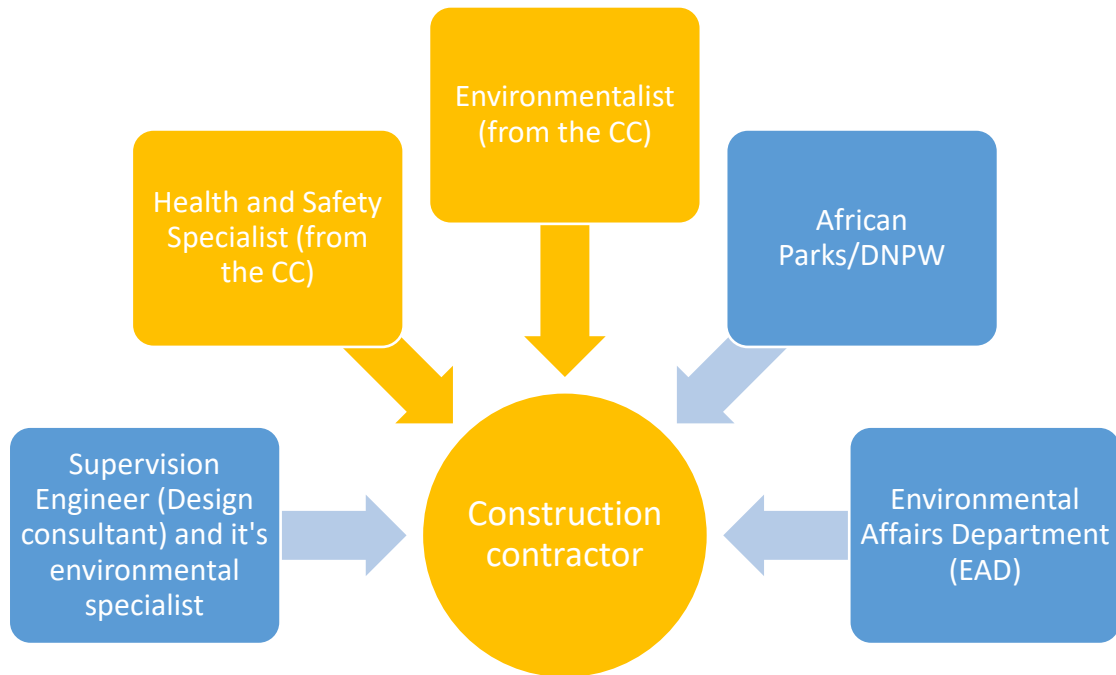 Environmentalist
(from the CC)
Health and Safety
Specialist (from
the CC)
African
Parks/DNPW
Supervision
Engineer (Design
consultant) and it's
environmental
specialist
Construction
contractor
Environmental
Affairs Department
(EAD)